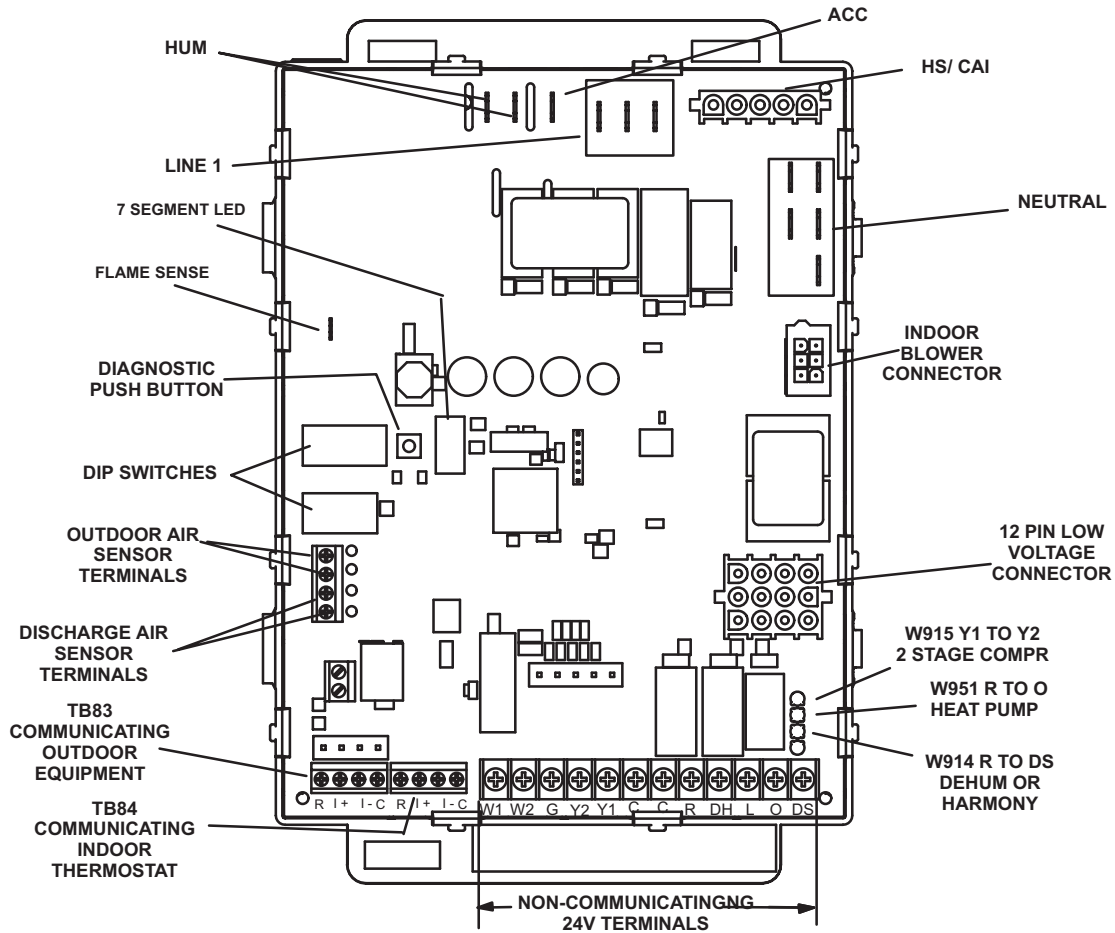 ACC
HUM
HS/ CAI
LINE 1
7 SEGMENT LED
NEUTRAL
FLAME SENSE
INDOOR
BLOWER
CONNECTOR
DIAGNOSTIC
PUSH BUTTON
DIP SWITCHES
OUTDOOR AIR
SENSOR
TERMINALS
12 PIN LOW
VOLTAGE
CONNECTOR
DISCHARGE AIR
SENSOR
TERMINALS
W915 Y1 TO Y2
2 STAGE COMPR
W951 R TO O
HEAT PUMP
W914 R TO DS
DEHUM OR
HARMONY
TB83
COMMUNICATING
OUTDOOR
EQUIPMENT
TB84
COMMUNICATING
INDOOR
THERMOSTAT
R I+ I- C R I+ I- C
W1 W2 G Y2 Y1 C C R DH L O DS
NON-COMMUNICATINGNG
24V TERMINALS